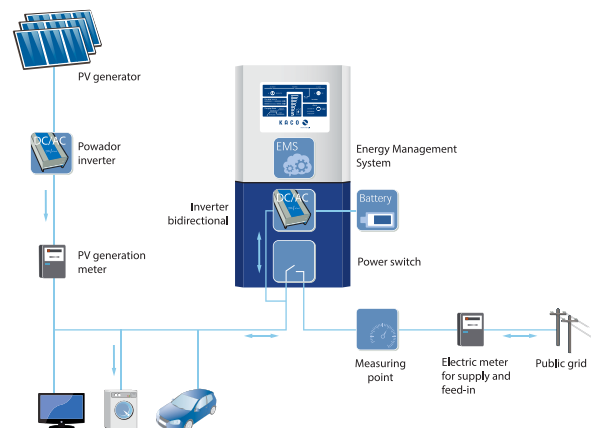 PV generator
DC/AC
Powador
inverter
PV generation
meter
KACO
EMS
Energy Management
System
DC/AC
Inverter
bidirectional
Battery
Power switch
Measuring
point
Electric meter
for supply and
feed-in
Public grid